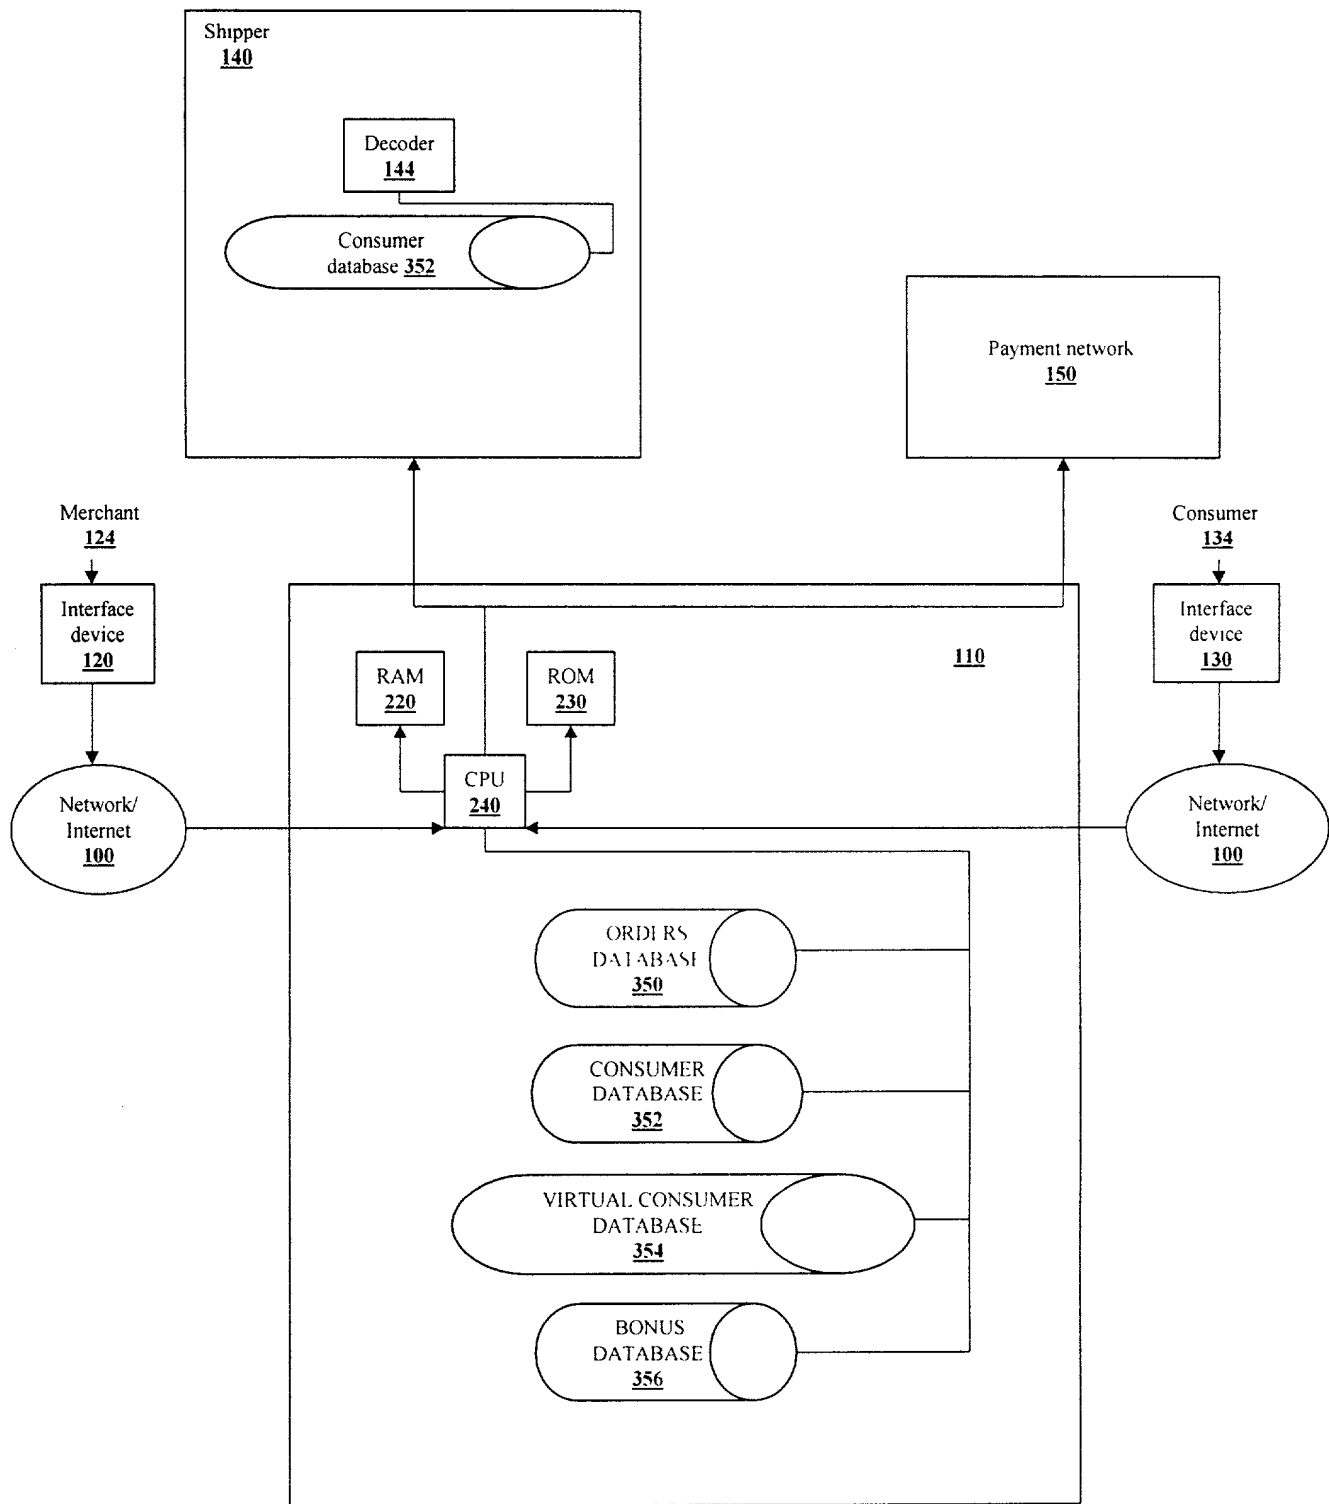 Shipper
140
Decoder
144
Consumer
database 352
Payment network
150
Merchant
124
Consumer
134
Interface
device
120
Interface
device
130
110
RAM
220
ROM
230
CPU
240
Network/
Internet
100
Network/
Internet
100
ORDERS
DATABASE
350
CONSUMER
DATABASE
352
VIRTUAL CONSUMER
DATABASE
354
BONUS
DATABASE
356